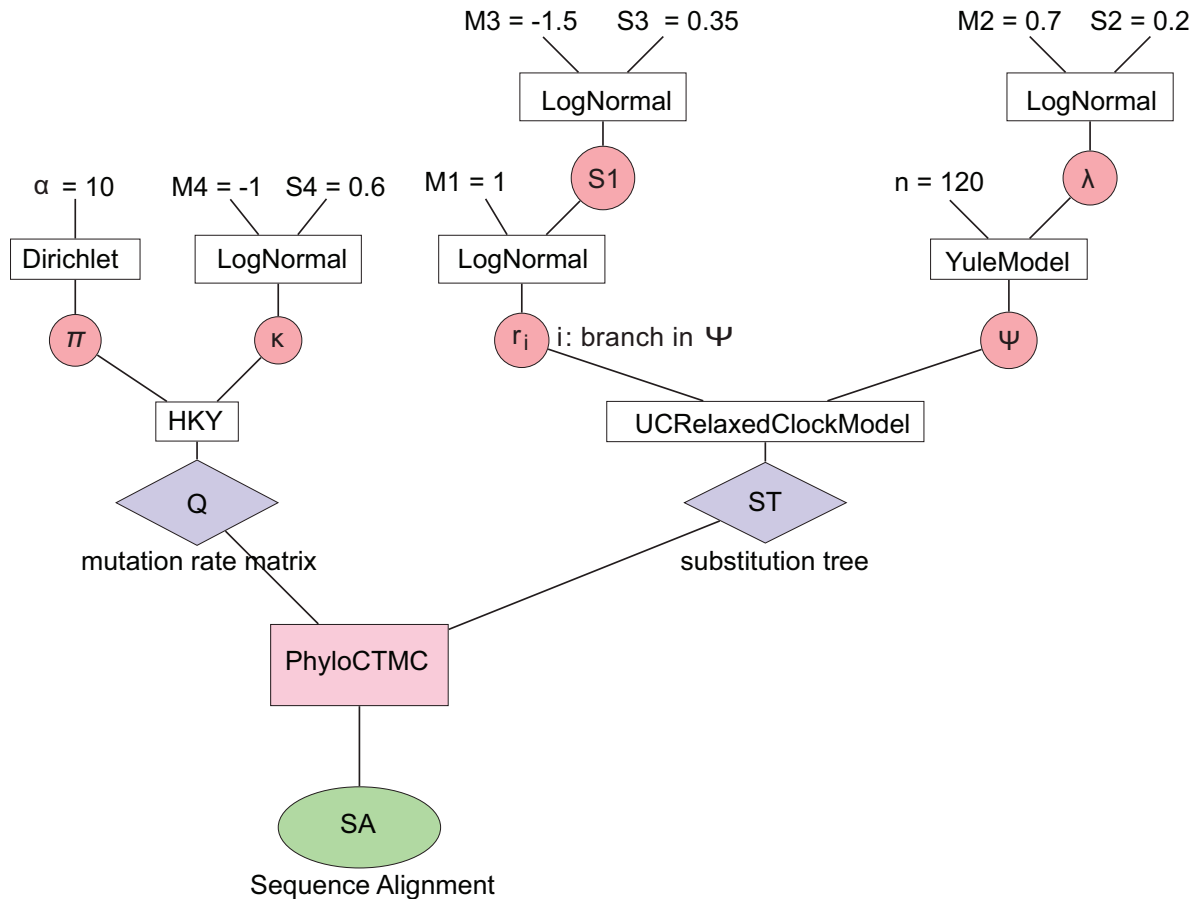 M3 = -1.5 S3 = 0.35 M2 = 0.7 S2 = 0.2
LogNormal LogNormal
α = 10 M4 = -1 S4 = 0.6 M1 = 1 S1 n = 120 λ
Dirichlet LogNormal LogNormal YuleModel
π κ r_i i: branch in Ψ Ψ
HKY UCRelaxedClockModel
Q ST
mutation rate matrix substitution tree
PhyloCTMC
SA
Sequence Alignment